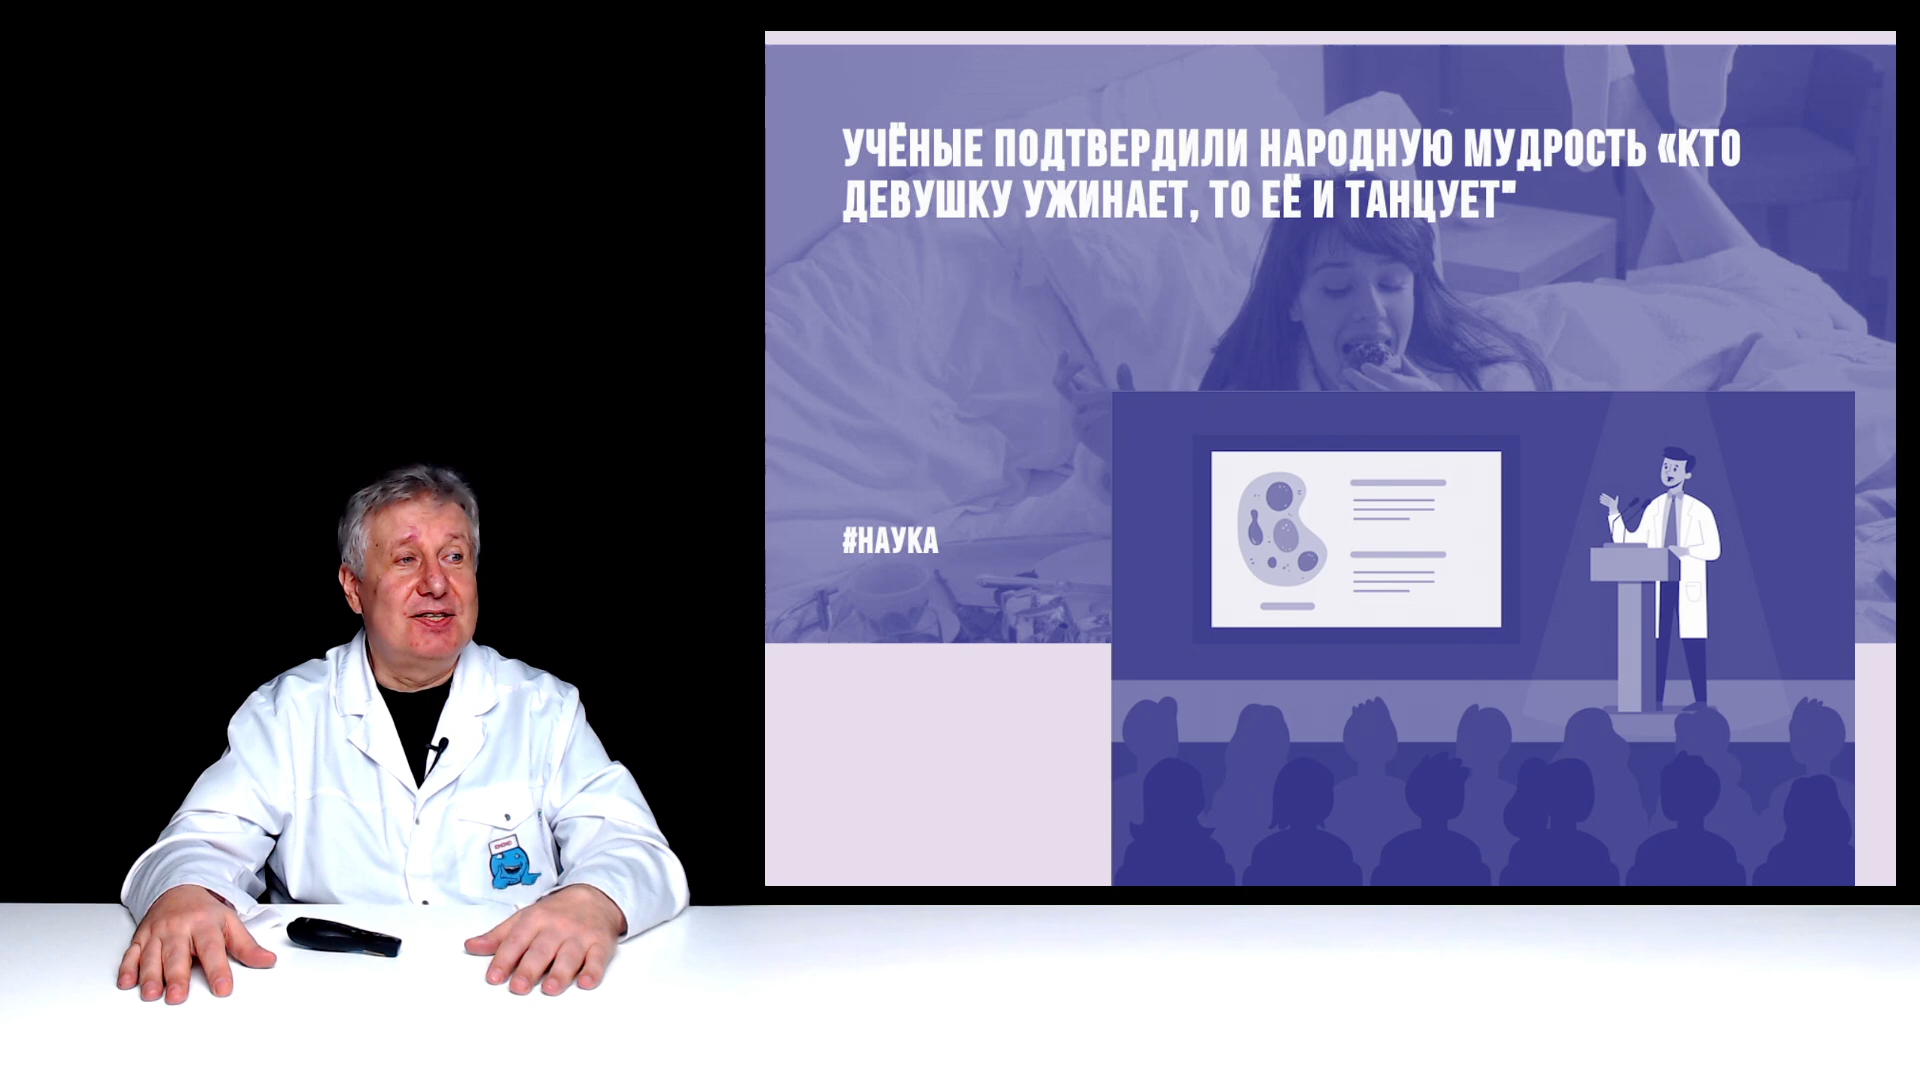 УЧЁНЫЕ ПОДТВЕРДИЛИ НАРОДНУЮ МУДРОСТЬ «КТО
ДЕВУШКУ УЖИНАЕТ, ТО ЕЁ И ТАНЦУЕТ"
#НАУКА